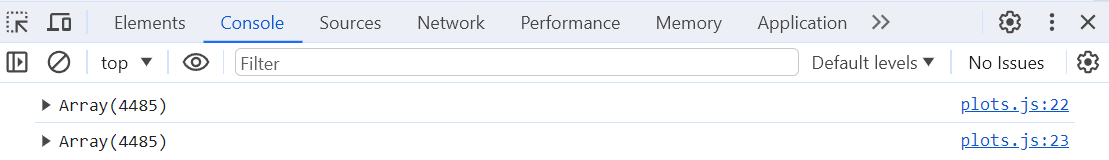 Elements Console Sources Network Performance Memory Application
top Filter Default levels No Issues
Array(4485) plots.js:22
Array(4485) plots.js:23